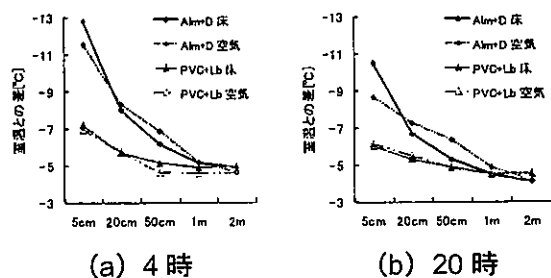 室温との差[℃]
-13
-11
-9
-7
-5
-3
5cm 20cm 50cm 1m 2m
Alm+D 床
Alm+D 空気
PVC+Lb 床
PVC+Lb 空気
(a) 4時
室温との差[℃]
-13
-11
-9
-7
-5
-3
5cm 20cm 50cm 1m 2m
Alm+D 床
Alm+D 空気
PVC+Lb 床
PVC+Lb 空気
(b) 20時